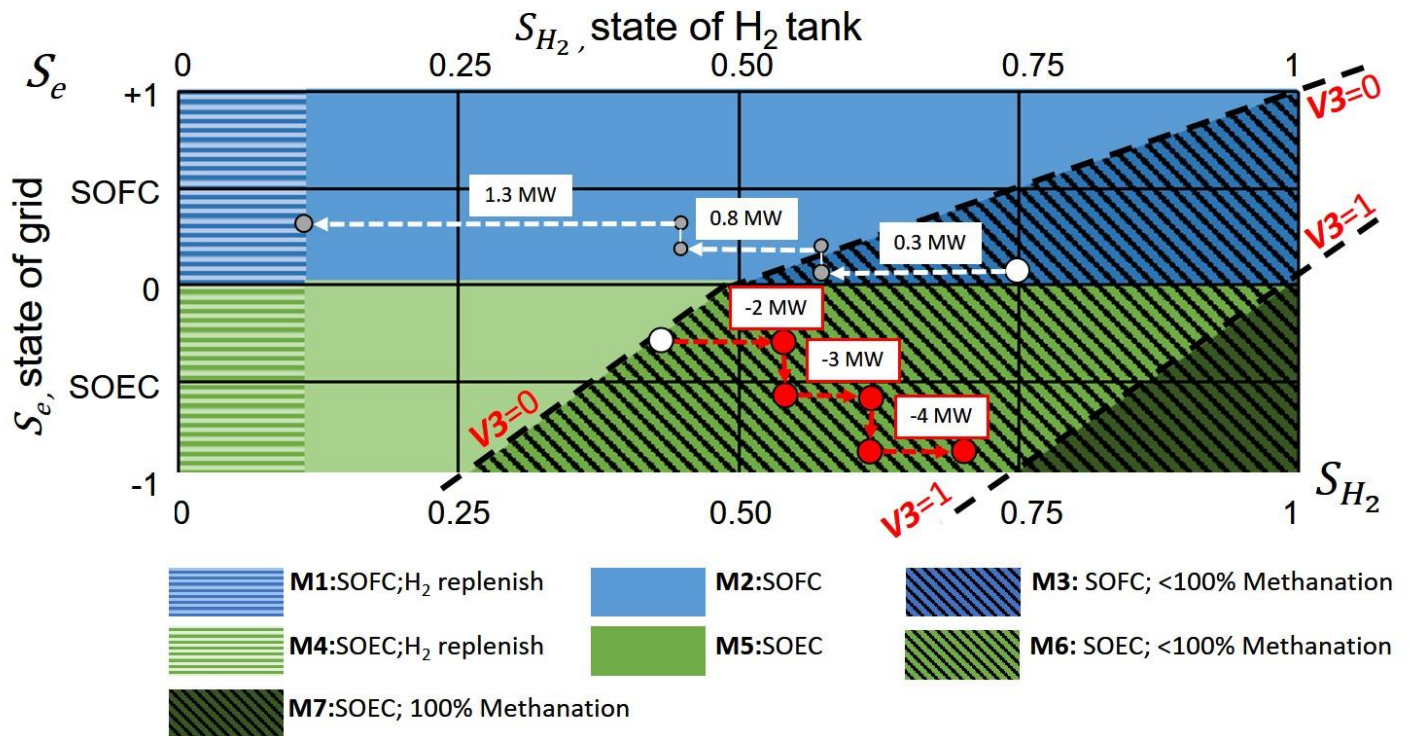 S_{H_2}, state of H₂ tank
S_e
0 0.25 0.50 0.75 1
+1
SOFC
0
SOEC
-1
S_e, state of grid
V3=0
V3=1
1.3 MW
0.8 MW
0.3 MW
-2 MW
-3 MW
-4 MW
V3=0
V3=1
S_{H_2}
0 0.25 0.50 0.75 1
M1:SOFC;H₂ replenish
M2:SOFC
M3: SOFC; <100% Methanation
M4:SOEC;H₂ replenish
M5:SOEC
M6: SOEC; <100% Methanation
M7:SOEC; 100% Methanation